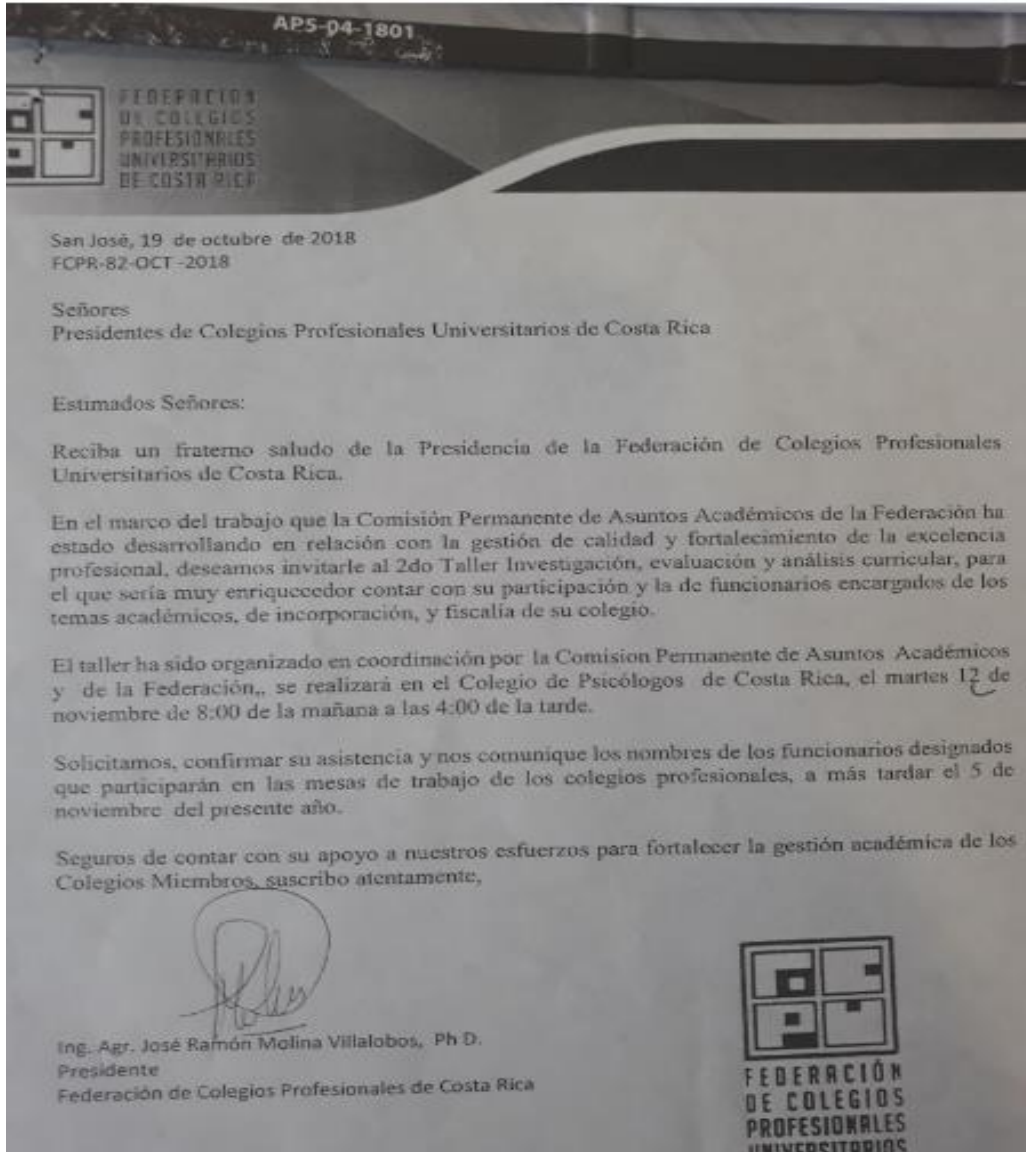 AP5-04-1801
FEDERACIÓN
DE COLEGIOS
PROFESIONALES
UNIVERSITARIOS
DE COSTA RICA
San José, 19 de octubre de 2018
FCPR-82-OCT -2018
Señores
Presidentes de Colegios Profesionales Universitarios de Costa Rica
Estimados Señores:
Reciba un fraterno saludo de la Presidencia de la Federación de Colegios Profesionales
Universitarios de Costa Rica.
En el marco del trabajo que la Comisión Permanente de Asuntos Académicos de la Federación ha
estado desarrollando en relación con la gestión de calidad y fortalecimiento de la excelencia
profesional, deseamos invitarle al 2do Taller Investigación, evaluación y análisis curricular, para
el que sería muy enriquecedor contar con su participación y la de funcionarios encargados de los
temas académicos, de incorporación, y fiscalía de su colegio.
El taller ha sido organizado en coordinación por la Comision Permanente de Asuntos Académicos
y de la Federación,, se realizará en el Colegio de Psicólogos de Costa Rica, el martes 12 de
noviembre de 8:00 de la mañana a las 4:00 de la tarde.
Solicitamos, confirmar su asistencia y nos comunique los nombres de los funcionarios designados
que participarán en las mesas de trabajo de los colegios profesionales, a más tardar el 5 de
noviembre del presente año.
Seguros de contar con su apoyo a nuestros esfuerzos para fortalecer la gestión académica de los
Colegios Miembros, suscribo atentamente,
Ing. Agr. José Ramón Molina Villalobos, Ph D.
Presidente
Federación de Colegios Profesionales de Costa Rica
FEDERACIÓN
DE COLEGIOS
PROFESIONALES
UNIVERSITARIOS